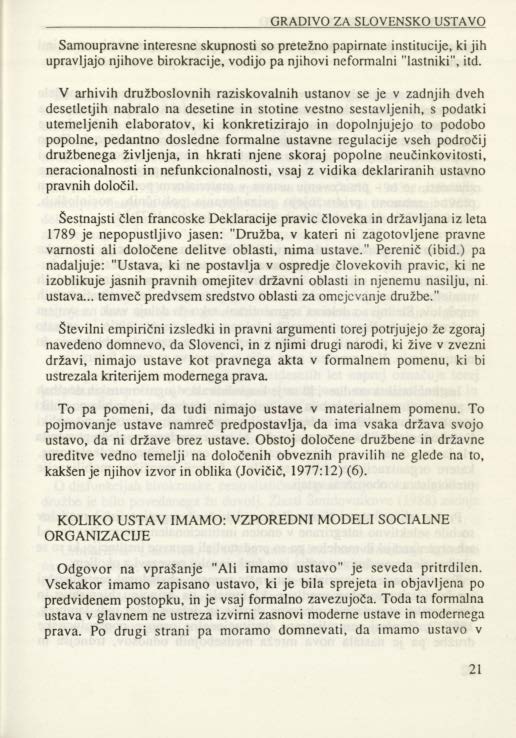 GRADIVO ZA SLOVENSKO USTAVO
Samoupravne interesne skupnosti so pretežno papirnate institucije, ki jih
upravljajo njihove birokracije, vodijo pa njihovi neformalni "lastniki", itd.
V arhivih družboslovnih raziskovalnih ustanov se je v zadnjih dveh
desetletjih nabralo na desetine in stotine vestno sestavljenih, s podatki
utemeljenih elaboratov, ki konkretizirajo in dopolnjujejo to podobo
popolne, pedantno dosledne formalne ustavne regulacije vseh področij
družbenega življenja, in hkrati njene skoraj popolne neučinkovitosti,
neracionalnosti in nefunkcionalnosti, vsaj z vidika deklariranih ustavno
pravnih določil.
Šestnajsti člen francoske Deklaracije pravic človeka in državljana iz leta
1789 je nepopustljivo jasen: "Družba, v kateri ni zagotovljene pravne
varnosti ali določene delitve oblasti, nima ustave." Perenič (ibid.) pa
nadaljuje: "Ustava, ki ne postavlja v ospredje človekovih pravic, ki ne
izoblikuje jasnih pravnih omejitev državni oblasti in njenemu nasilju, ni
ustava... temveč predvsem sredstvo oblasti za omejevanje družbe."
Številni empirični izsledki in pravni argumenti torej potrjujejo že zgoraj
navedeno domnevo, da Slovenci, in z njimi drugi narodi, ki žive v zvezni
državi, nimajo ustave kot pravnega akta v formalnem pomenu, ki bi
ustrezala kriterijem modernega prava.
To pa pomeni, da tudi nimajo ustave v materialnem pomenu. To
pojmovanje ustave namreč predpostavlja, da ima vsaka država svojo
ustavo, da ni države brez ustave. Obstoj določene družbene in državne
ureditve vedno temelji na določenih obveznih pravilih ne glede na to,
kakšen je njihov izvor in oblika (Jovičič, 1977:12) (6).
KOLIKO USTAV IMAMO: VZPOREDNI MODELI SOCIALNE
ORGANIZACIJE
Odgovor na vprašanje "Ali imamo ustavo" je seveda pritrdilen.
Vsekakor imamo zapisano ustavo, ki je bila sprejeta in objavljena po
predvidenem postopku, in je vsaj formalno zavezujoča. Toda ta formalna
ustava v glavnem ne ustreza izvirni zasnovi moderne ustave in modernega
prava. Po drugi strani pa moramo domnevati, da imamo ustavo v
21